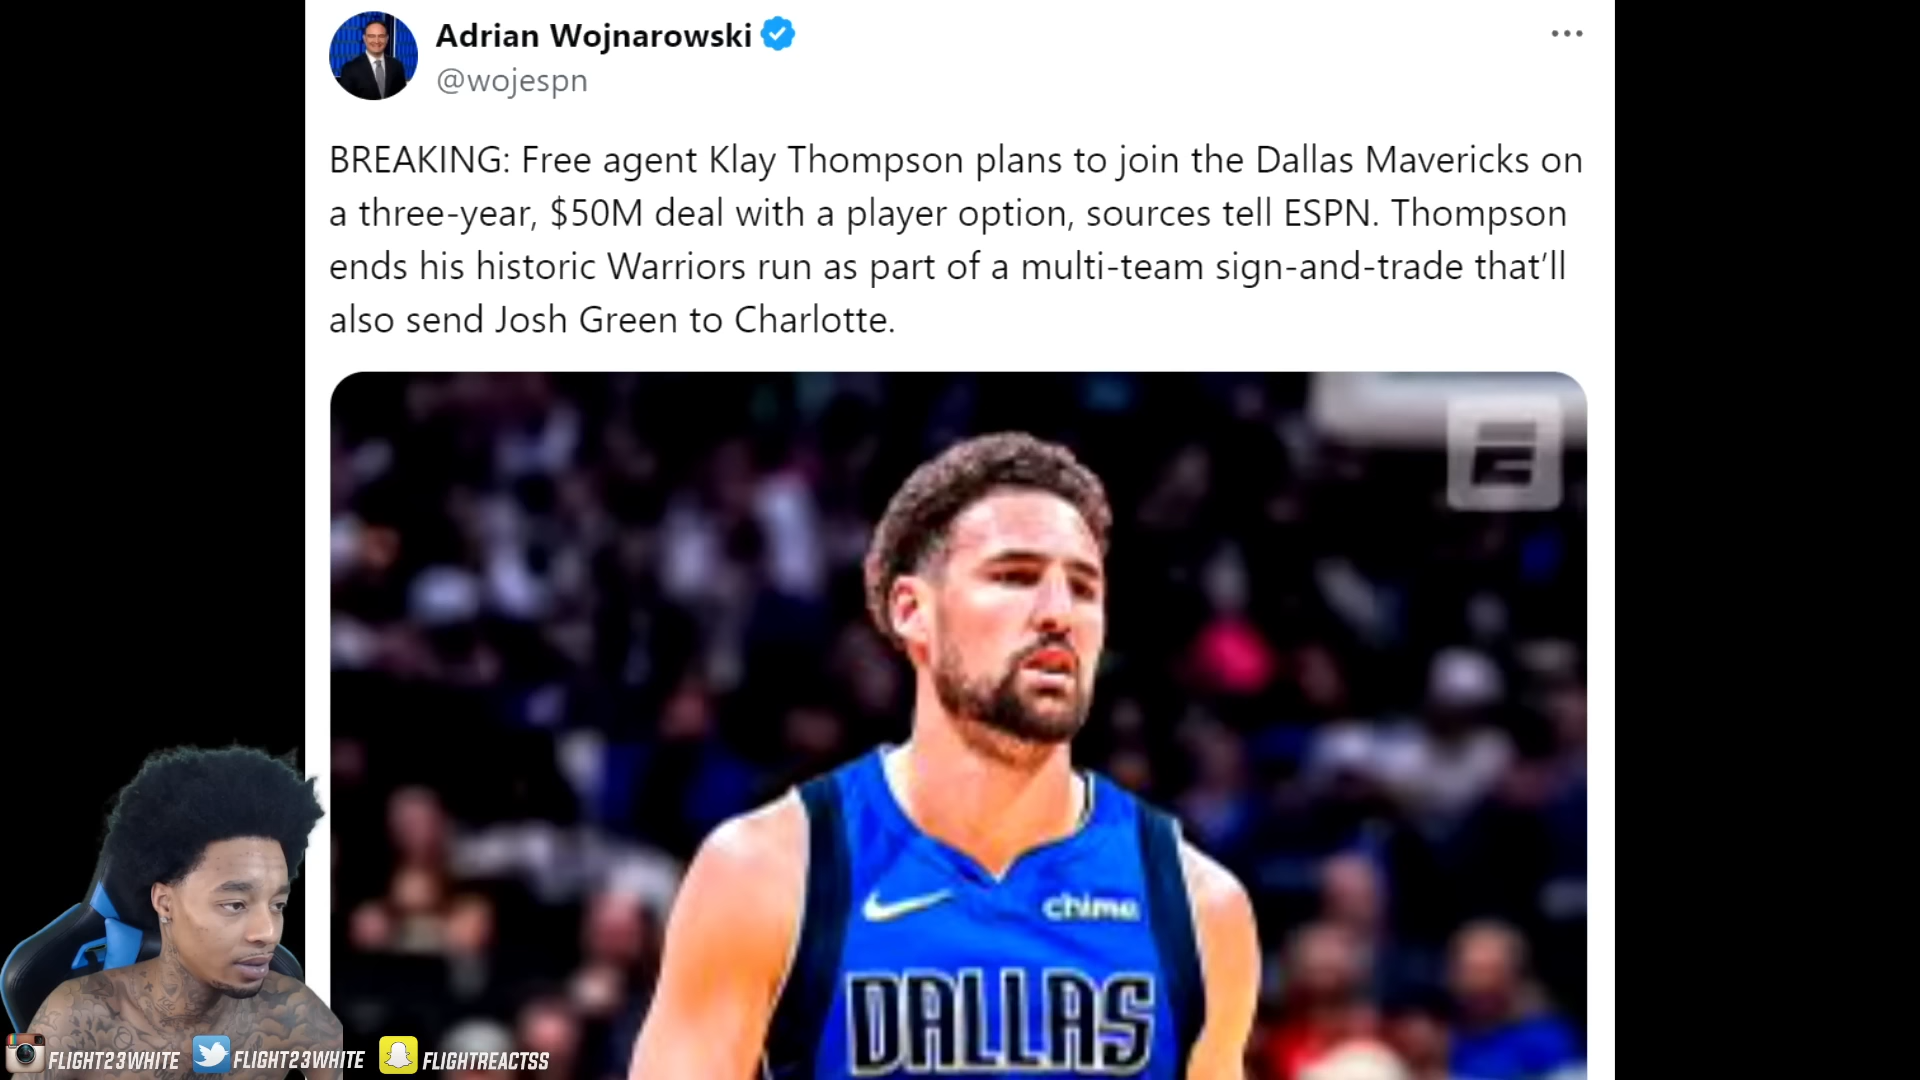 Adrian Wojnarowski
@wojespn
BREAKING: Free agent Klay Thompson plans to join the Dallas Mavericks on
a three-year, $50M deal with a player option, sources tell ESPN. Thompson
ends his historic Warriors run as part of a multi-team sign-and-trade that’ll
also send Josh Green to Charlotte.
chime
DALLAS
FLIGHT23WHITE FLIGHT23WHITE FLIGHTREACTSS